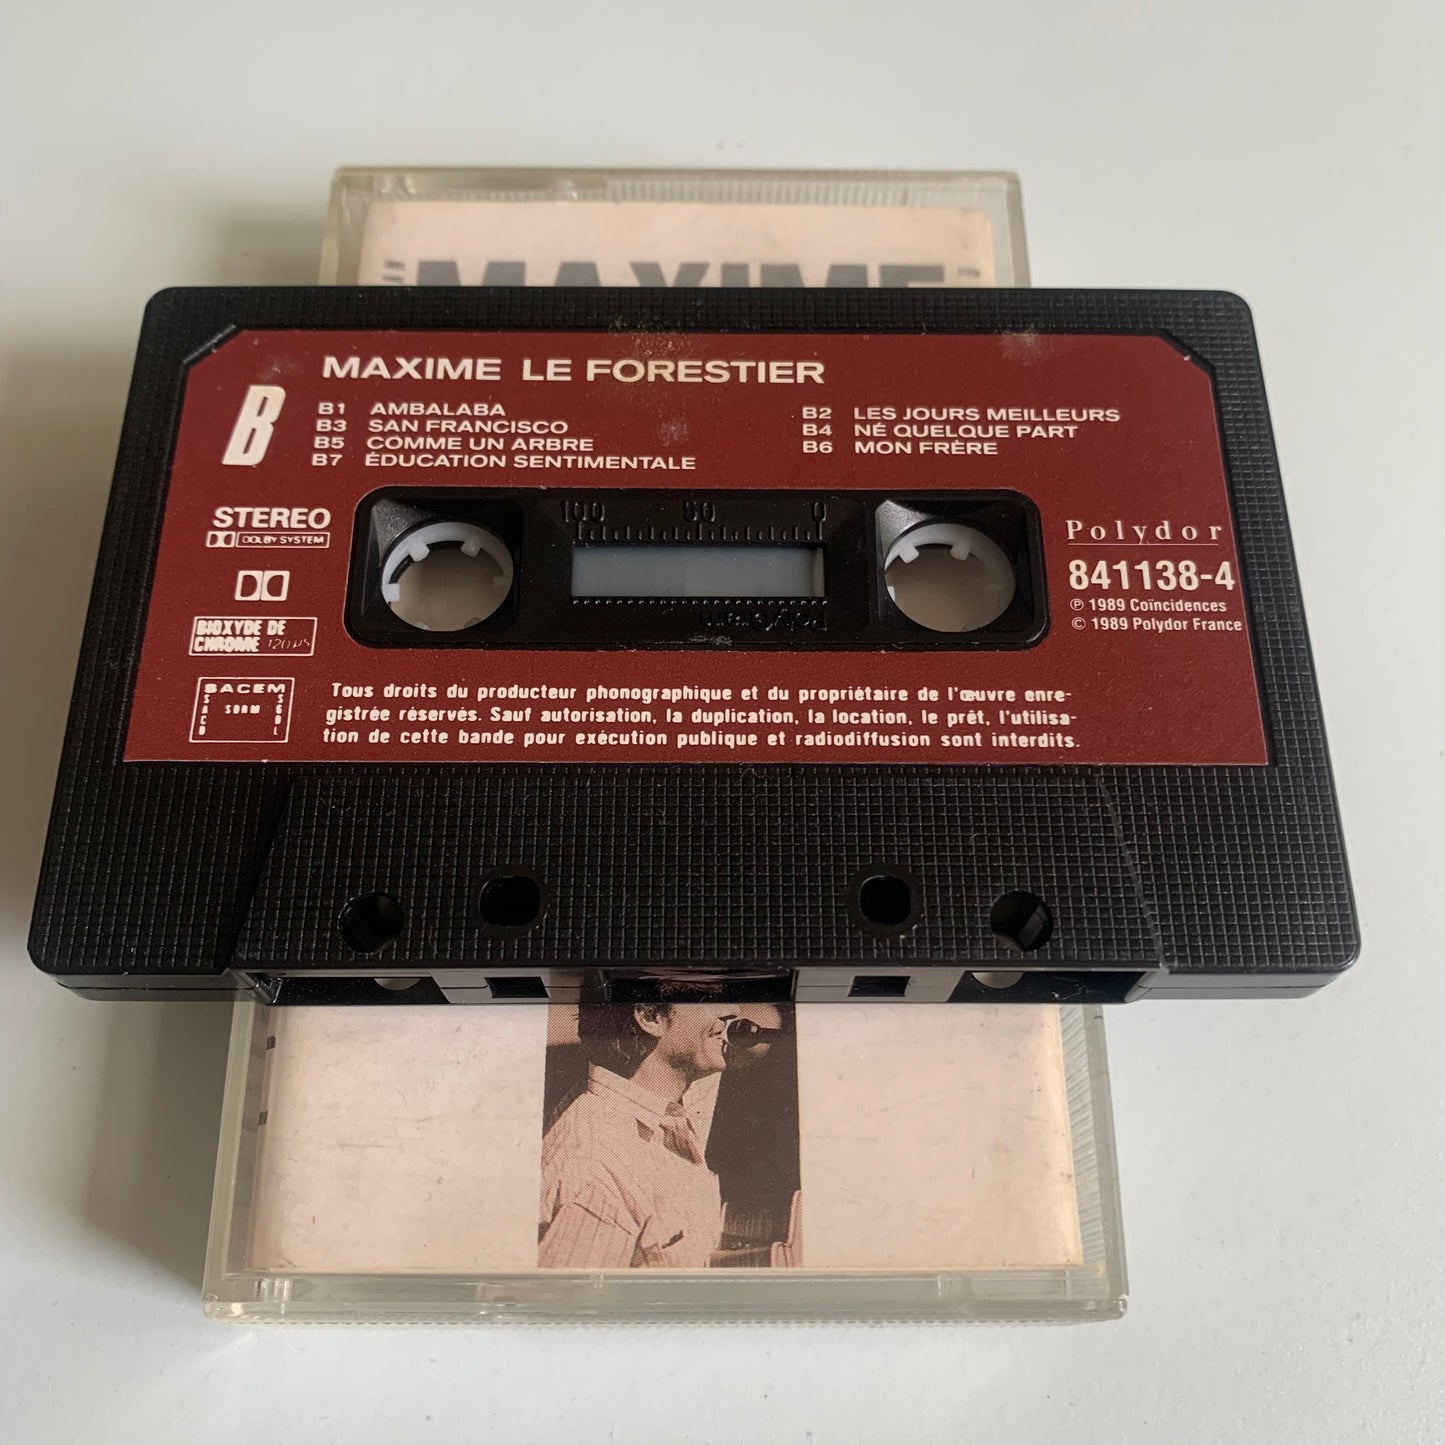 MAXIME
MAXIME LE FORESTIER
B
B1 AMBALABA
B2 LES JOURS MEILLEURS
B3 SAN FRANCISCO
B4 NÉ QUELQUE PART
B5 COMME UN ARBRE
B6 MON FRÈRE
B7 ÉDUCATION SENTIMENTALE
STEREO
DOLBY SYSTEM
BIOXYDE DE
CHROME 120 µS
100 50 0
PolyGram
Polydor
841138-4
℗ 1989 Coïncidences
© 1989 Polydor France
SACEM
SACD
SDRM
SGDL
Tous droits du producteur phonographique et du propriétaire de l'œuvre enre-
gistrée réservés. Sauf autorisation, la duplication, la location, le prêt, l'utilisa-
tion de cette bande pour exécution publique et radiodiffusion sont interdits.